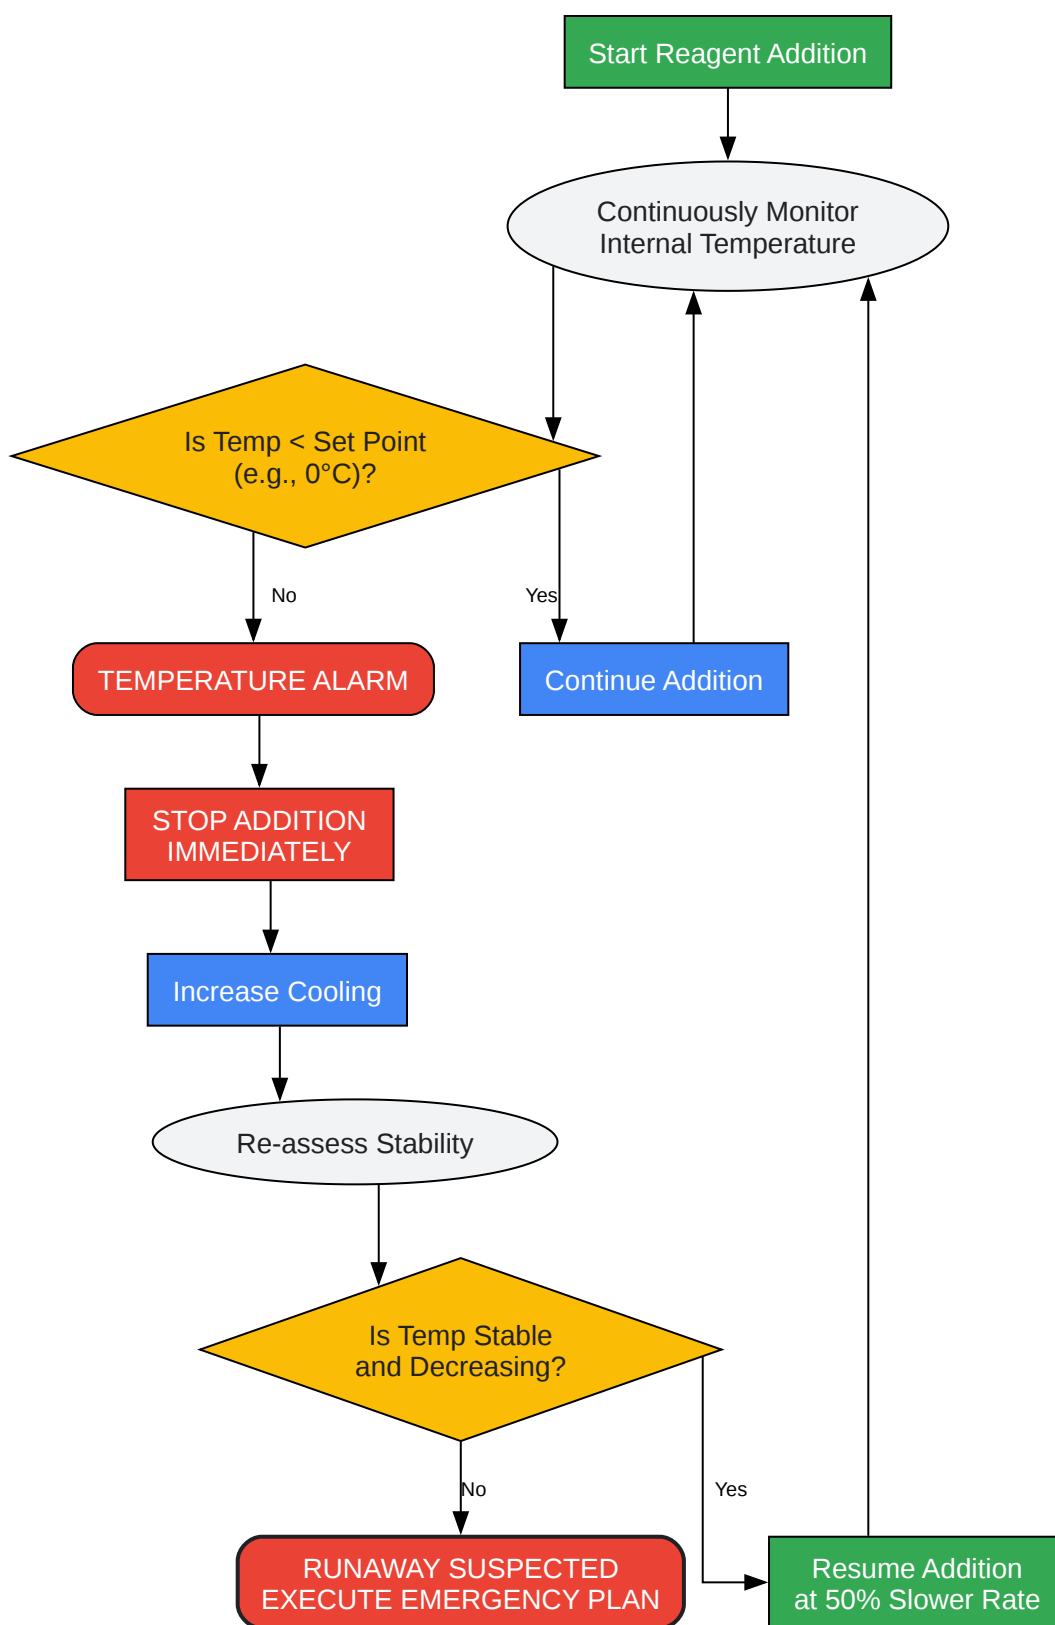 Start Reagent Addition
Continuously Monitor
Internal Temperature
Is Temp < Set Point
(e.g., 0°C)?
No
Yes
TEMPERATURE ALARM
Continue Addition
STOP ADDITION
IMMEDIATELY
Increase Cooling
Re-assess Stability
Is Temp Stable
and Decreasing?
No
Yes
RUNAWAY SUSPECTED
EXECUTE EMERGENCY PLAN
Resume Addition
at 50% Slower Rate